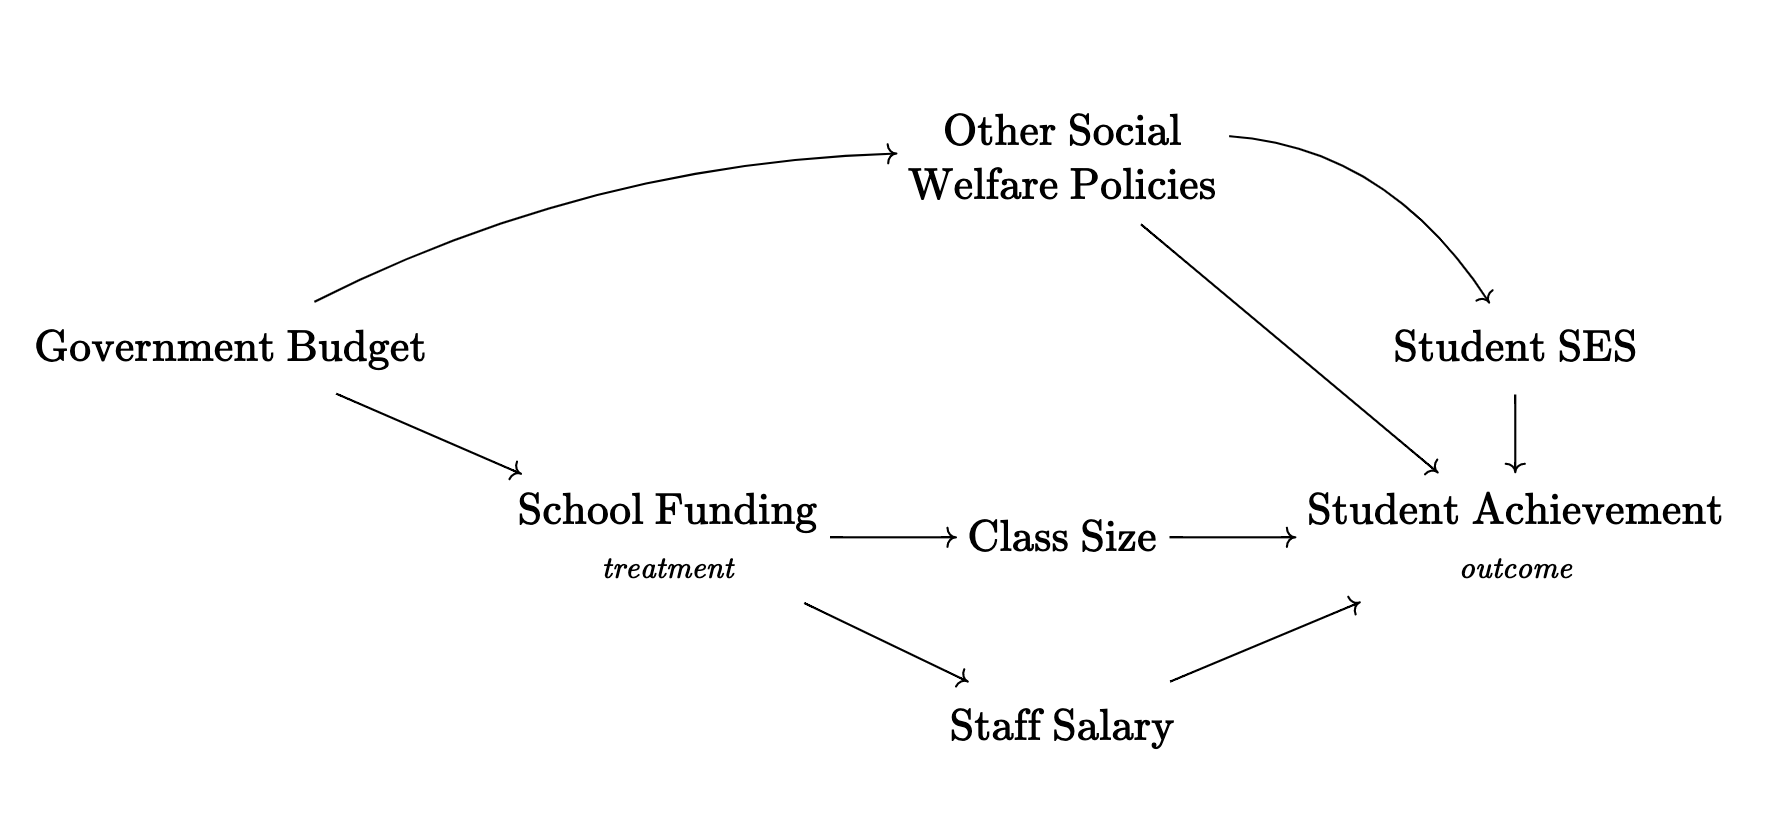 Other Social
Welfare Policies
Government Budget
Student SES
School Funding
treatment
Class Size
Student Achievement
outcome
Staff Salary